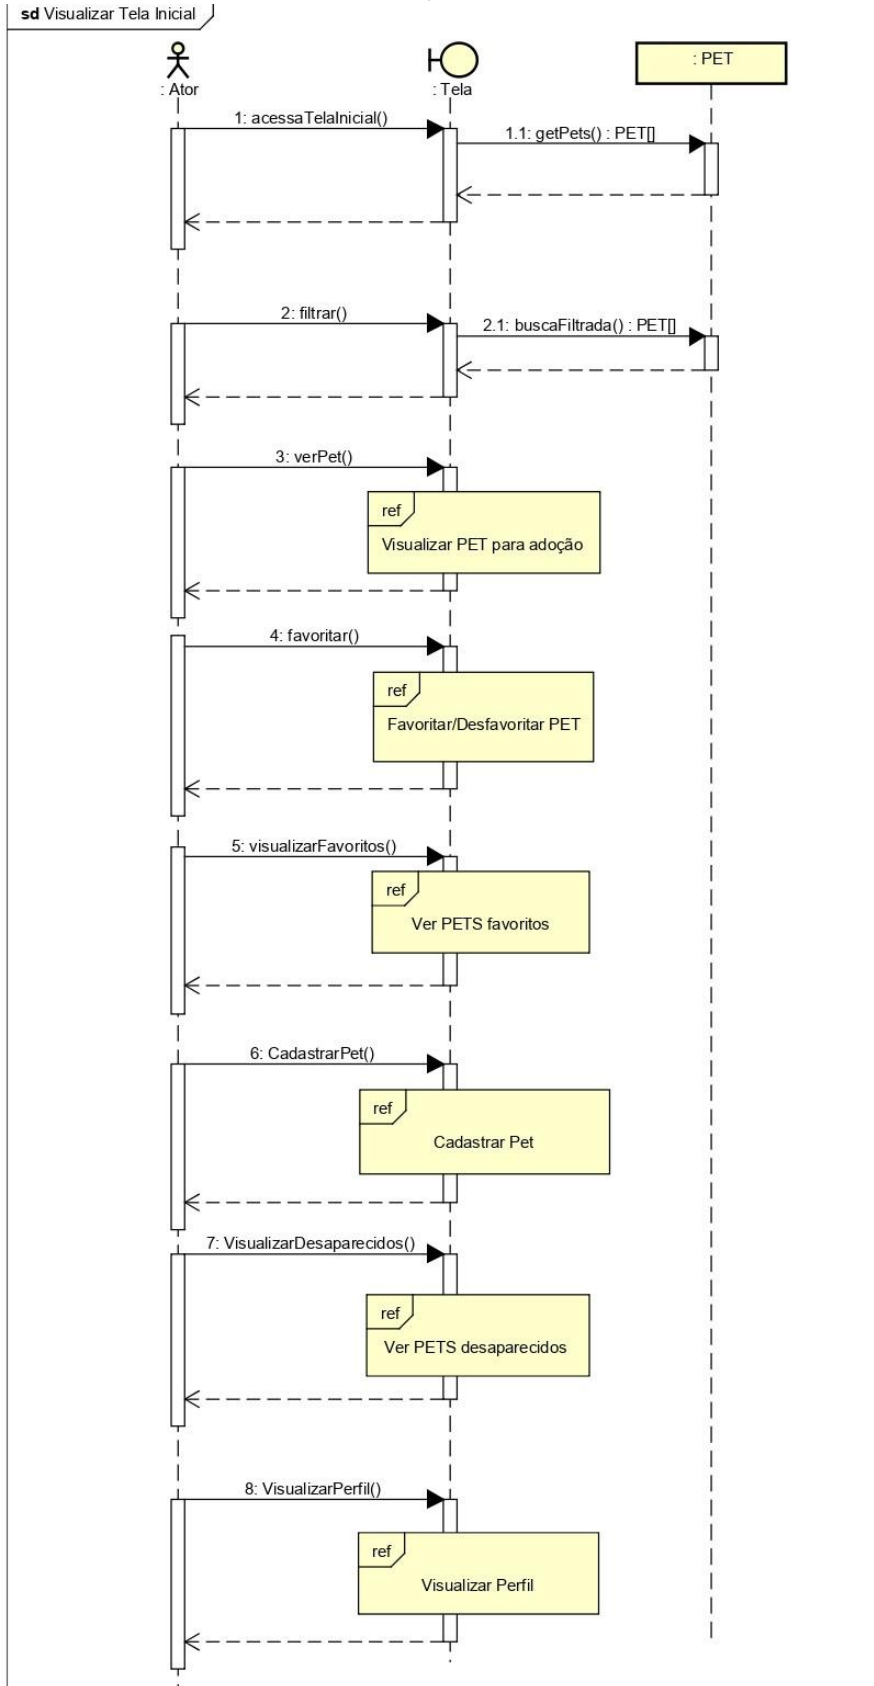 sd Visualizar Tela Inicial
: Ator
: Tela
: PET
1: acessaTelaInicial()
1.1: getPets() : PET[]
2: filtrar()
2.1: buscaFiltrada() : PET[]
3: verPet()
ref
Visualizar PET para adoção
4: favoritar()
ref
Favoritar/Desfavoritar PET
5: visualizarFavoritos()
ref
Ver PETS favoritos
6: CadastrarPet()
ref
Cadastrar Pet
7: VisualizarDesaparecidos()
ref
Ver PETS desaparecidos
8: VisualizarPerfil()
ref
Visualizar Perfil